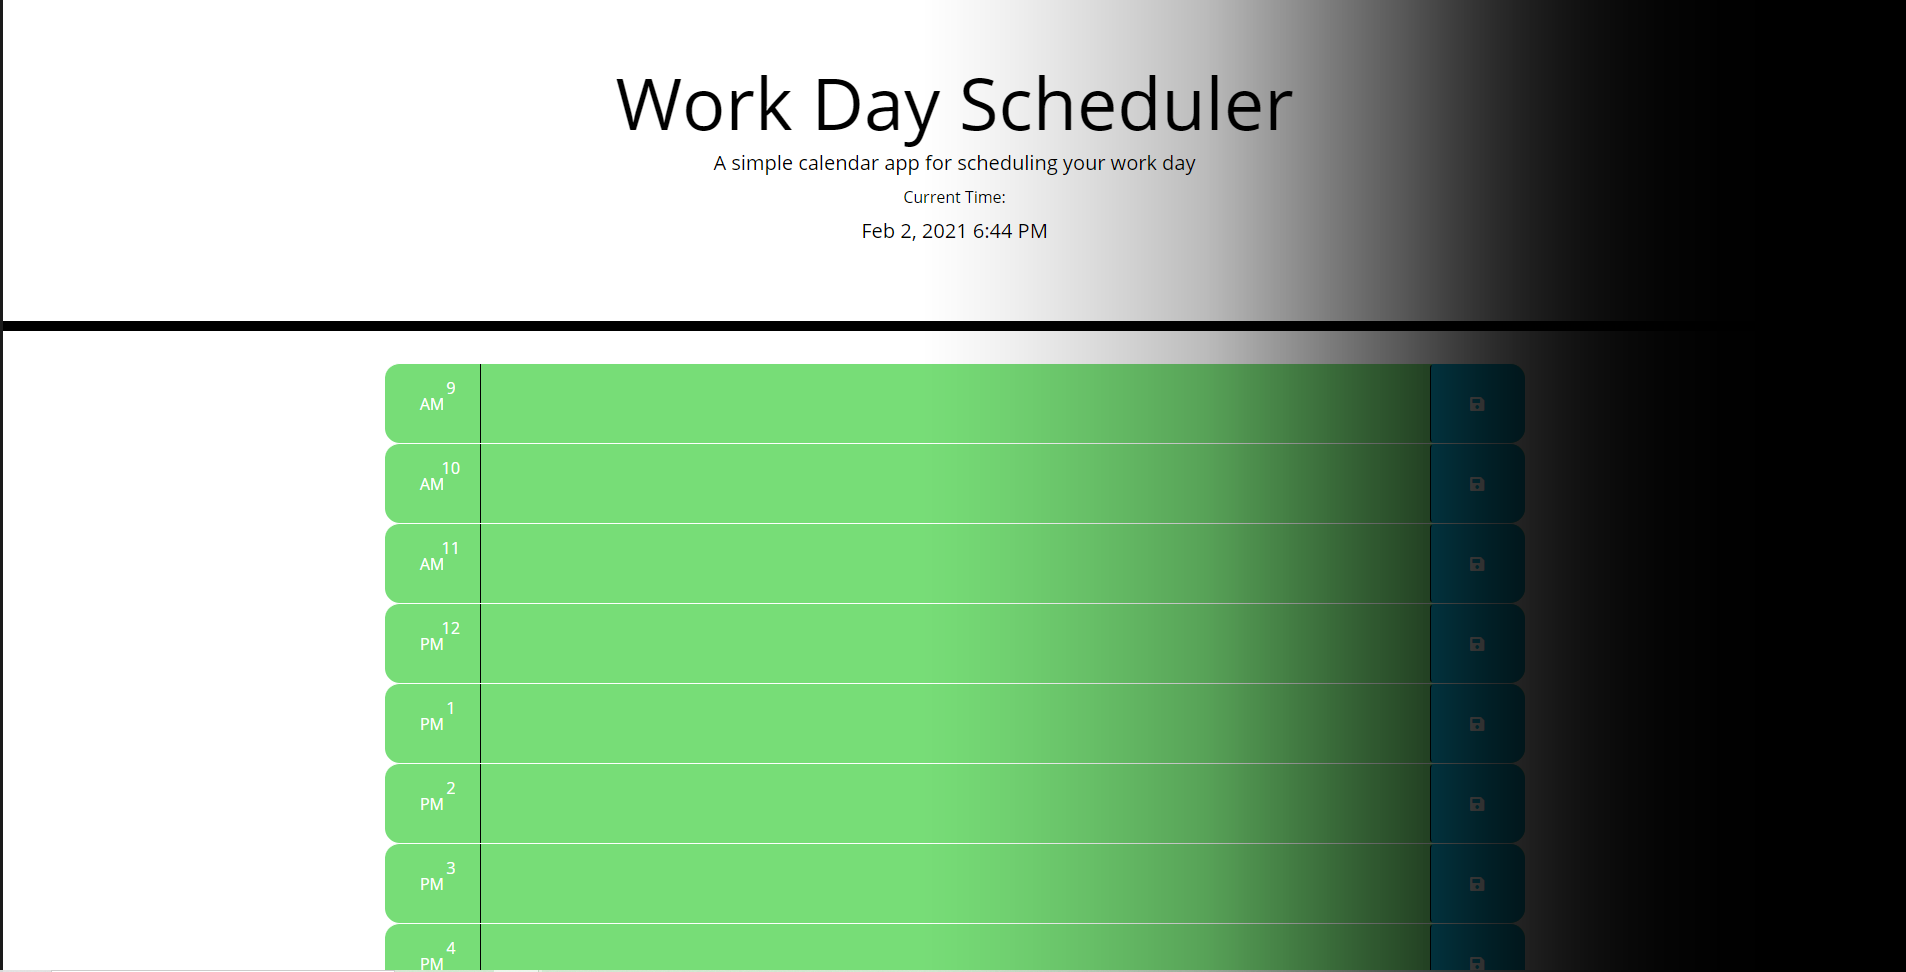 Work Day Scheduler
A simple calendar app for scheduling your work day
Current Time:
Feb 2, 2021 6:44 PM
9
AM
10
AM
11
AM
12
PM
1
PM
2
PM
3
PM
4
PM